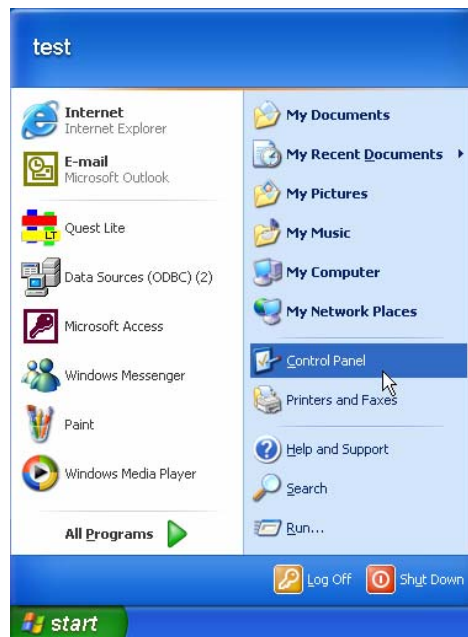 test
Internet
Internet Explorer
E-mail
Microsoft Outlook
Quest Lite
LT
Data Sources (ODBC) (2)
Microsoft Access
Windows Messenger
Paint
Windows Media Player
All Programs
My Documents
My Recent Documents
My Pictures
My Music
My Computer
My Network Places
Control Panel
Printers and Faxes
Help and Support
Search
Run...
Log Off
Shut Down
start